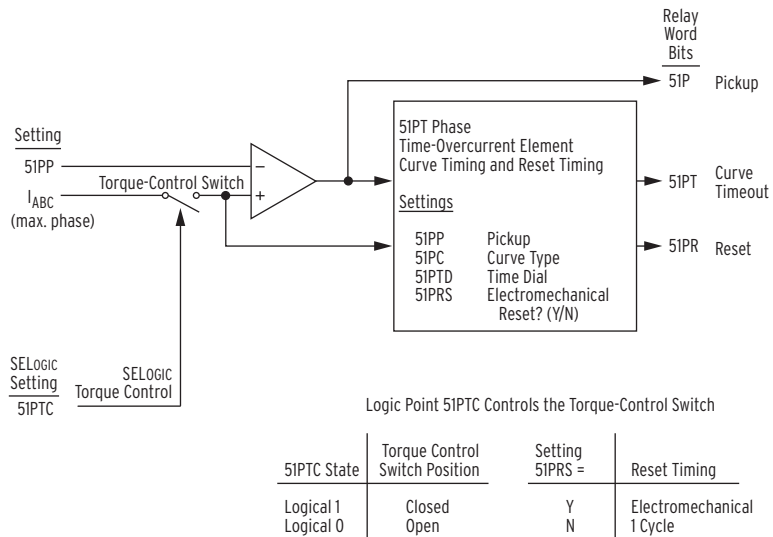 Relay
Word
Bits
51P Pickup
Setting
51PP
I_ABC
(max. phase)
Torque-Control Switch
−
+
51PT Phase
Time-Overcurrent Element
Curve Timing and Reset Timing
Settings
51PP Pickup
51PC Curve Type
51PTD Time Dial
51PRS Electromechanical
Reset? (Y/N)
51PT Curve
Timeout
51PR Reset
SELOGIC
Setting
51PTC
SELOGIC
Torque Control
Logic Point 51PTC Controls the Torque-Control Switch
51PTC State
Torque Control
Switch Position
Logical 1 Closed
Logical 0 Open
Setting
51PRS =
Reset Timing
Y Electromechanical
N 1 Cycle